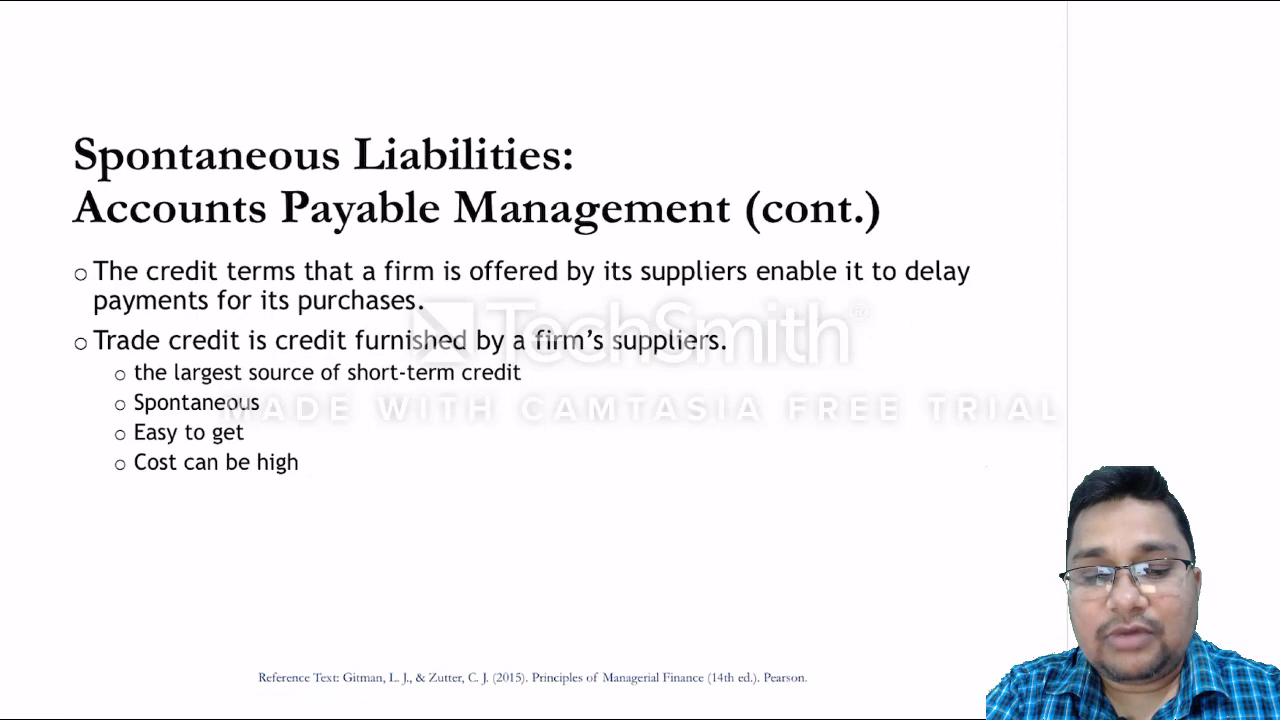 Spontaneous Liabilities:
Accounts Payable Management (cont.)
The credit terms that a firm is offered by its suppliers enable it to delay
payments for its purchases.
Trade credit is credit furnished by a firm's suppliers.
the largest source of short-term credit
Spontaneous
Easy to get
Cost can be high
TechSmith®
MADE WITH CAMTASIA FREE TRIAL
Reference Text: Gitman, L. J., & Zutter, C. J. (2015). Principles of Managerial Finance (14th ed.). Pearson.